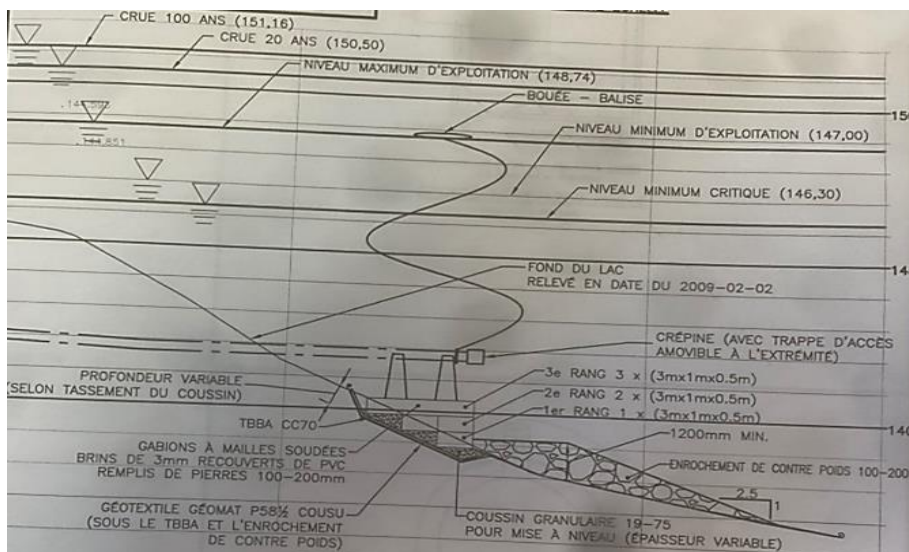 CRUE 100 ANS (151,16)
CRUE 20 ANS (150,50)
NIVEAU MAXIMUM D'EXPLOITATION (148,74)
BOUÉE – BALISE
NIVEAU MINIMUM D'EXPLOITATION (147,00)
NIVEAU MINIMUM CRITIQUE (146,30)
FOND DU LAC
RELEVÉ EN DATE DU 2009-02-02
CRÉPINE (AVEC TRAPPE D'ACCÈS
AMOVIBLE À L'EXTRÉMITÉ)
PROFONDEUR VARIABLE
(SELON TASSEMENT DU COUSSIN)
3e RANG 3 x (3mx1mx0.5m)
2e RANG 2 x (3mx1mx0.5m)
1er RANG 1 x (3mx1mx0.5m)
TBBA CC70
1200mm MIN.
GABIONS À MAILLES SOUDÉES
BRINS DE 3mm RECOUVERTS DE PVC
REMPLIS DE PIERRES 100-200mm
ENROCHEMENT DE CONTRE POIDS 100-200
2.5
1
GÉOTEXTILE GÉOMAT P58½ COUSU
(SOUS LE TBBA ET L'ENROCHEMENT
DE CONTRE POIDS)
COUSSIN GRANULAIRE 19-75
POUR MISE À NIVEAU (ÉPAISSEUR VARIABLE)